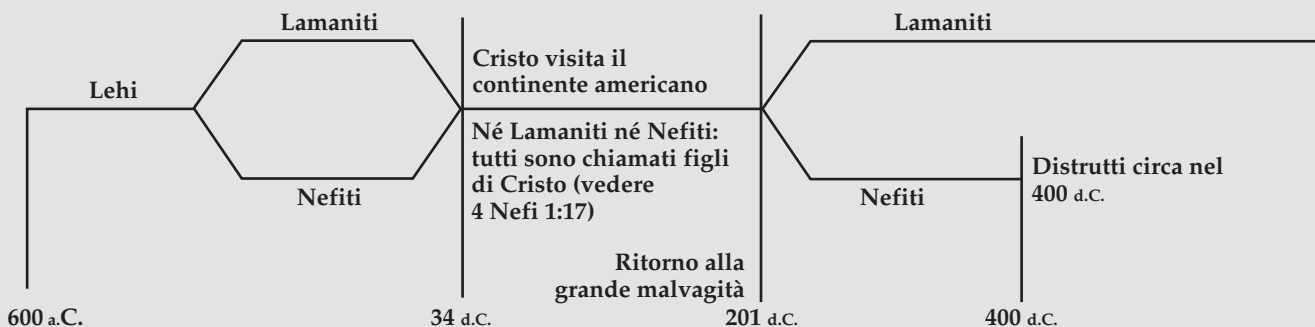 Lamaniti
Lehi
Nefiti
Cristo visita il
continente americano
Né Lamaniti né Nefiti:
tutti sono chiamati figli
di Cristo (vedere
4 Nefi 1:17)
Ritorno alla
grande malvagità
Lamaniti
Nefiti
Distrutti circa nel
400 d.C.
600 a.C.
34 d.C.
201 d.C.
400 d.C.